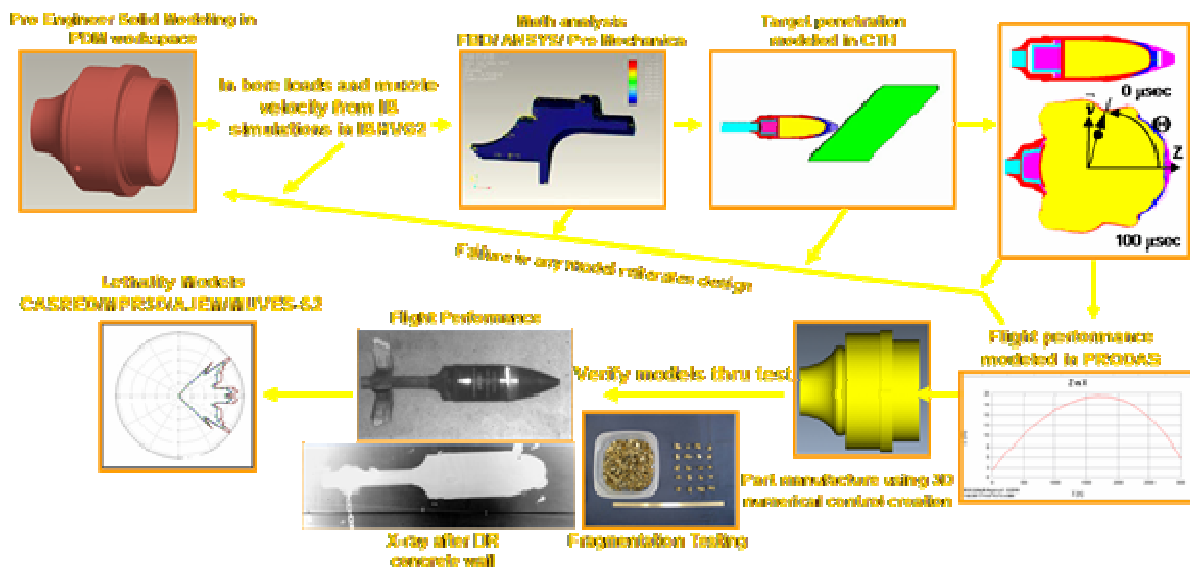 Pro Engineer Solid Modeling in
PDM workspace
In bore loads and muzzle
velocity from IB
simulations in IBHVG2
Math analysis
FBD/ ANSYS/ Pro Mechanica
Target penetration
modeled in CTH
0 μsec
Θ
Z
100 μsec
Failure in any model reiterates design
Lethality Models
CASRED/
Flight Performance
Verify models thru test
Flight performance
modeled in PRODAS
Z vs X
X-ray after DR
concrete wall
Fragmentation Testing
Part manufacture using 3D
numerical control creation